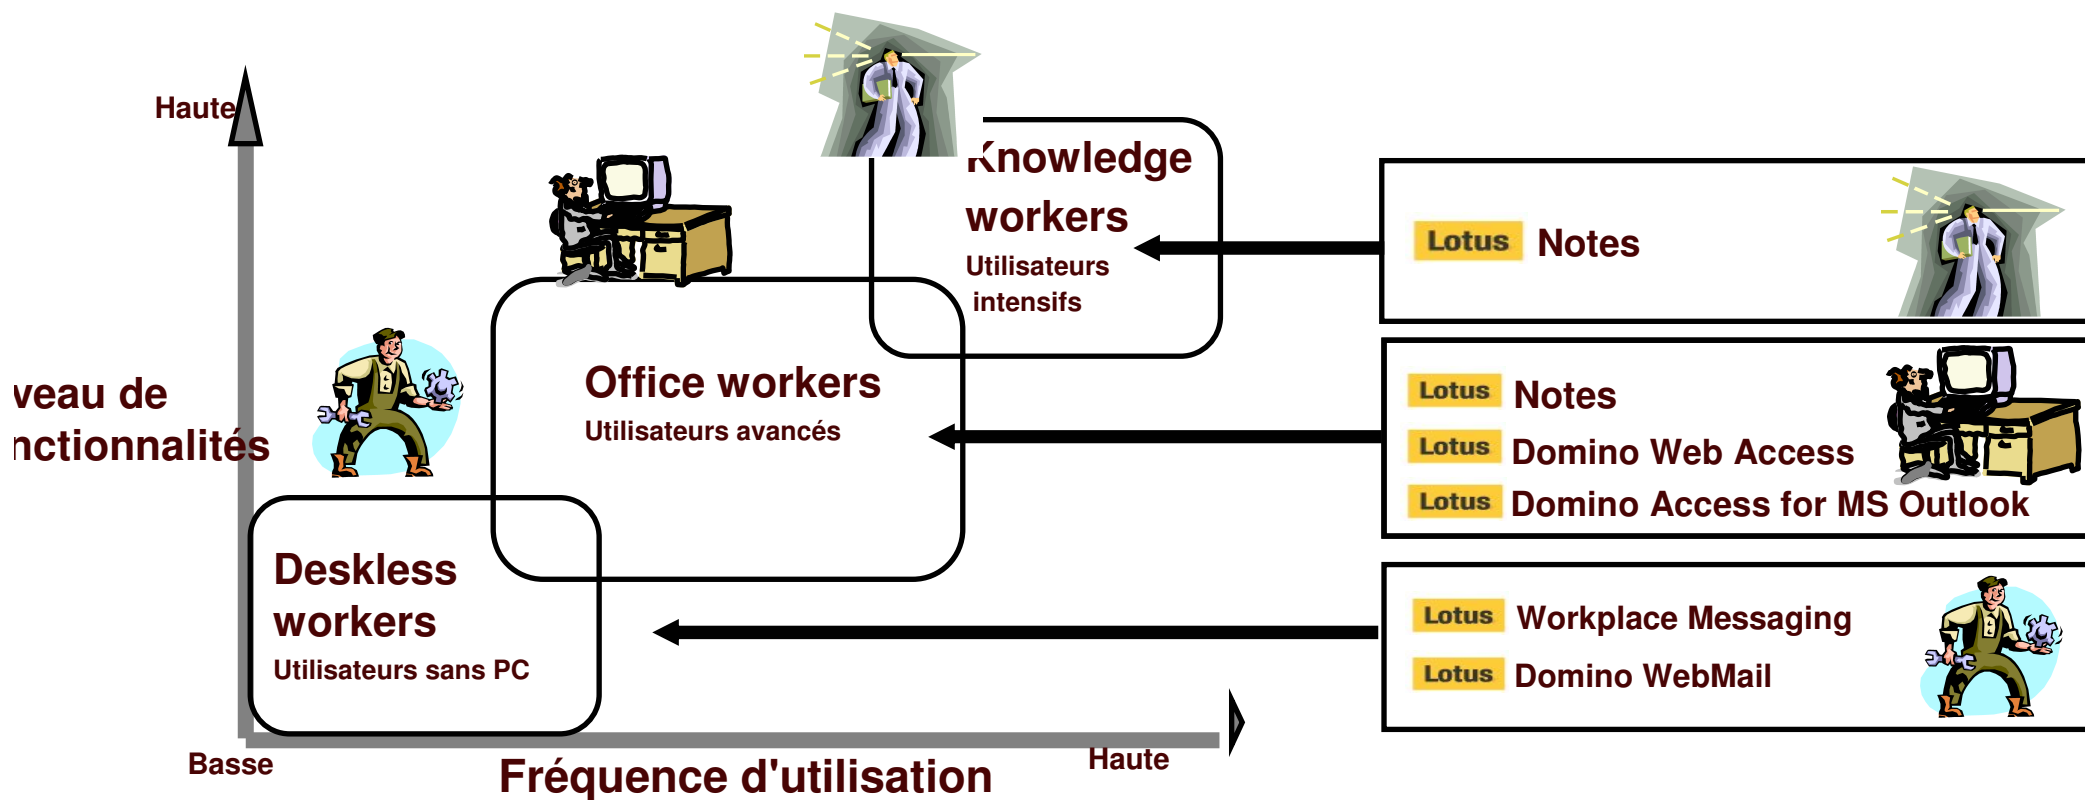 Haute
Knowledge
workers
Utilisateurs
intensifs
Lotus Notes
veau de
nctionnalités
Office workers
Utilisateurs avancés
Lotus Notes
Lotus Domino Web Access
Lotus Domino Access for MS Outlook
Deskless
workers
Utilisateurs sans PC
Lotus Workplace Messaging
Lotus Domino WebMail
Basse
Fréquence d'utilisation
Haute